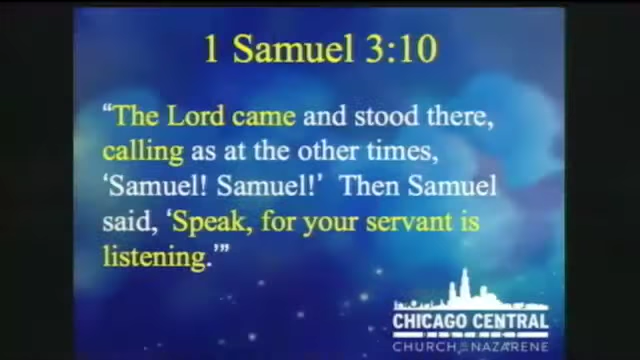 1 Samuel 3:10
“The Lord came and stood there,
calling as at the other times,
‘Samuel! Samuel!’ Then Samuel
said, ‘Speak, for your servant is
listening.’”
CHICAGO CENTRAL
CHURCH OF THE NAZARENE